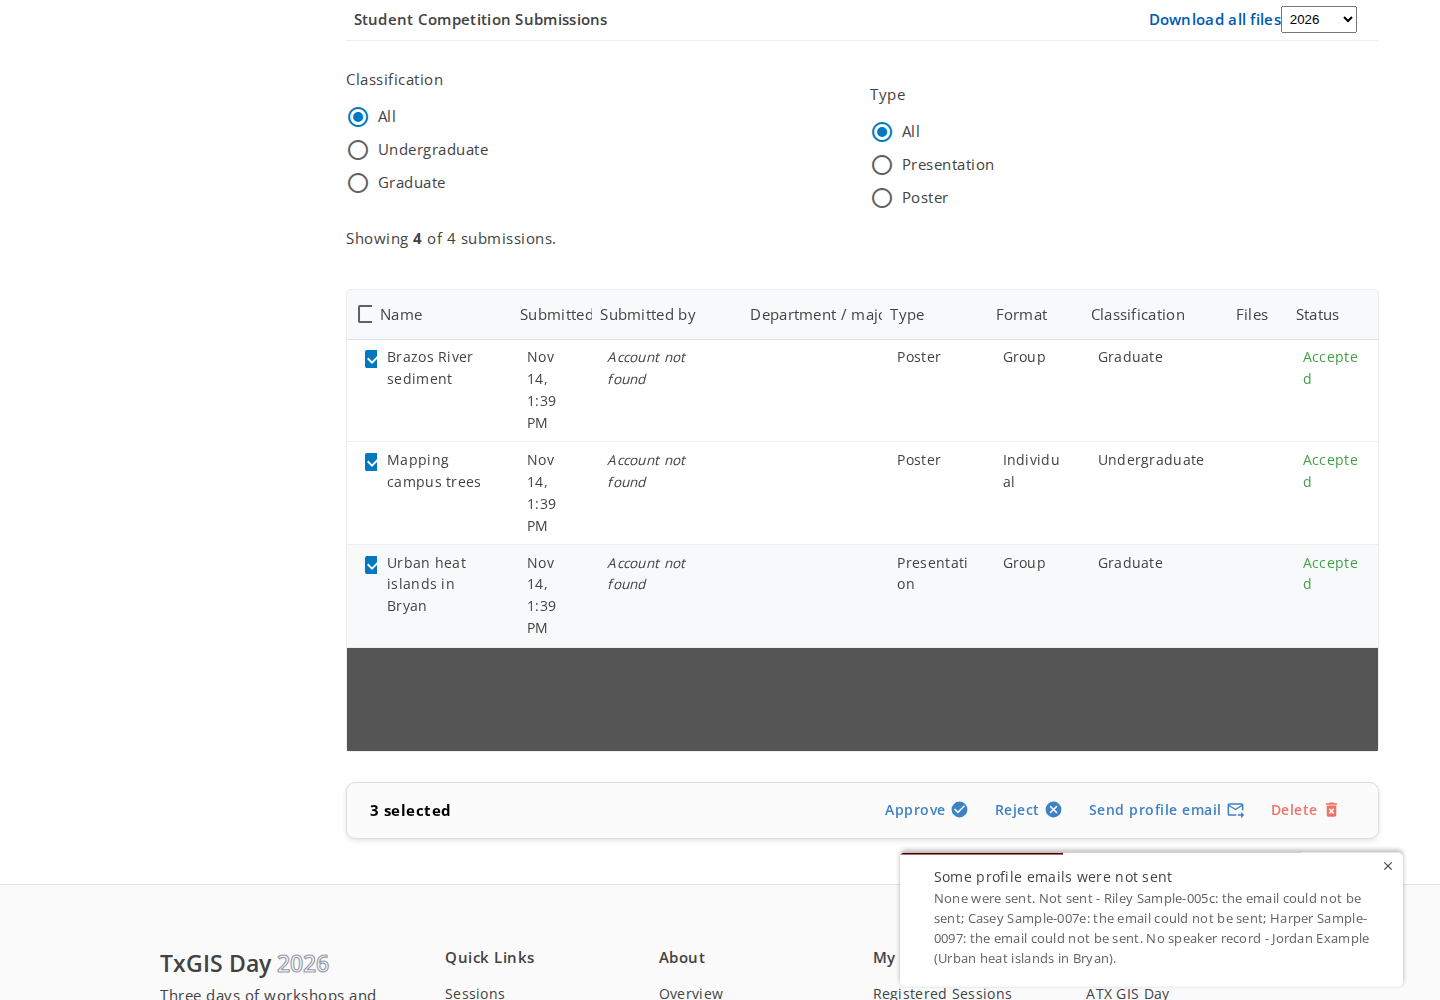 Student Competition Submissions
Download all files 2026
Classification
All
Undergraduate
Graduate
Type
All
Presentation
Poster
Showing 4 of 4 submissions.
Name Submitted Submitted by Department / majo Type Format Classification Files Status
Brazos River sediment
Nov 14, 1:39 PM
Account not found
Poster
Group
Graduate
Accepted
Mapping campus trees
Nov 14, 1:39 PM
Account not found
Poster
Individual
Undergraduate
Accepted
Urban heat islands in Bryan
Nov 14, 1:39 PM
Account not found
Presentation
Group
Graduate
Accepted
3 selected
Approve Reject Send profile email Delete
Some profile emails were not sent
None were sent. Not sent - Riley Sample-005c: the email could not be
sent; Casey Sample-007e: the email could not be sent; Harper Sample-
0097: the email could not be sent. No speaker record - Jordan Example
(Urban heat islands in Bryan).
TxGIS Day 2026
Three days of workshops and
Quick Links
Sessions
About
Overview
My
Registered Sessions
ATX GIS Day